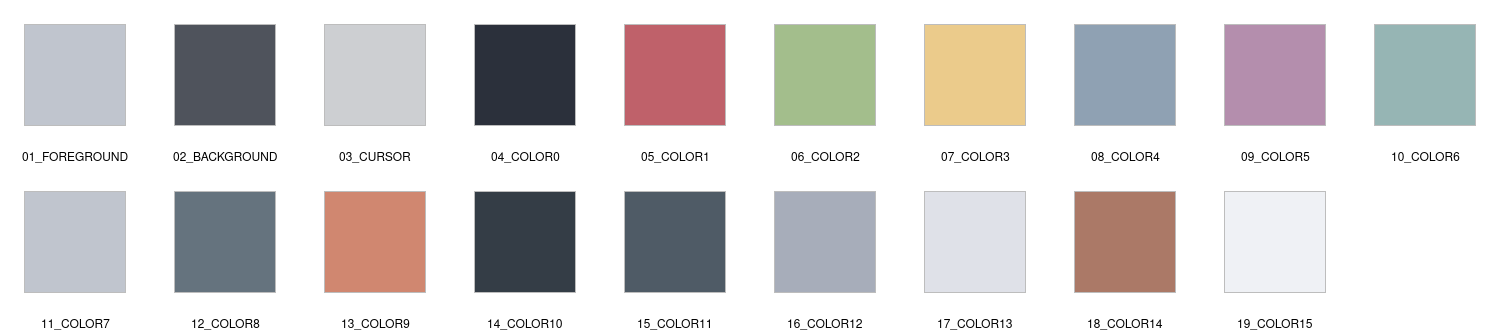 01_FOREGROUND 02_BACKGROUND 03_CURSOR 04_COLOR0 05_COLOR1 06_COLOR2 07_COLOR3 08_COLOR4 09_COLOR5 10_COLOR6
11_COLOR7 12_COLOR8 13_COLOR9 14_COLOR10 15_COLOR11 16_COLOR12 17_COLOR13 18_COLOR14 19_COLOR15